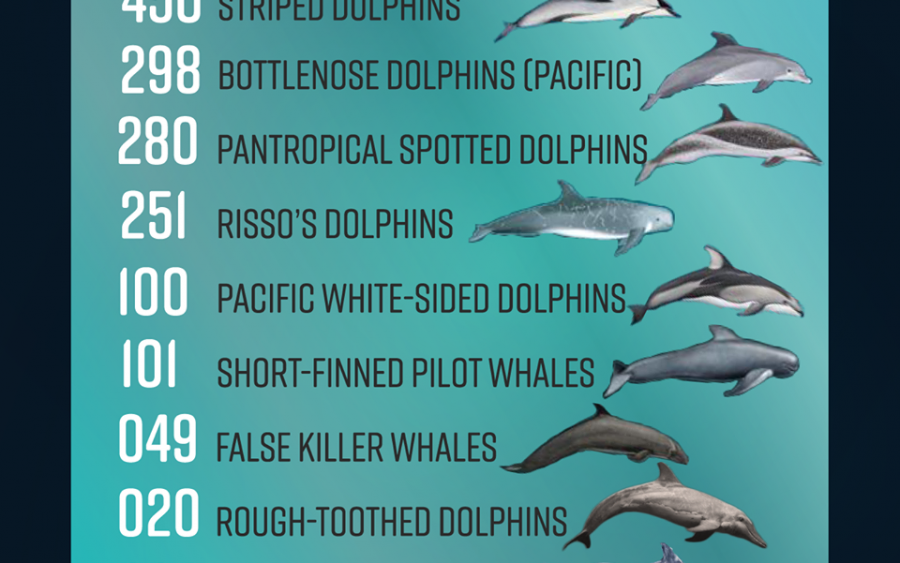 450 STRIPED DOLPHINS
298 BOTTLENOSE DOLPHINS (PACIFIC)
280 PANTROPICAL SPOTTED DOLPHINS
251 RISSO'S DOLPHINS
100 PACIFIC WHITE-SIDED DOLPHINS
101 SHORT-FINNED PILOT WHALES
049 FALSE KILLER WHALES
020 ROUGH-TOOTHED DOLPHINS